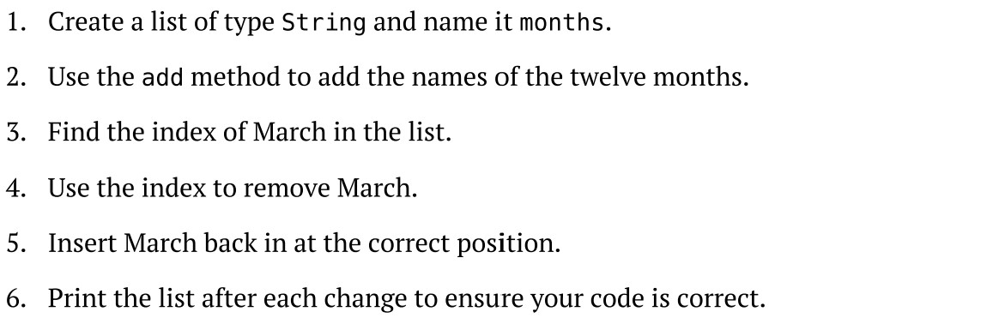 1. Create a list of type String and name it months.
2. Use the add method to add the names of the twelve months.
3. Find the index of March in the list.
4. Use the index to remove March.
5. Insert March back in at the correct position.
6. Print the list after each change to ensure your code is correct.